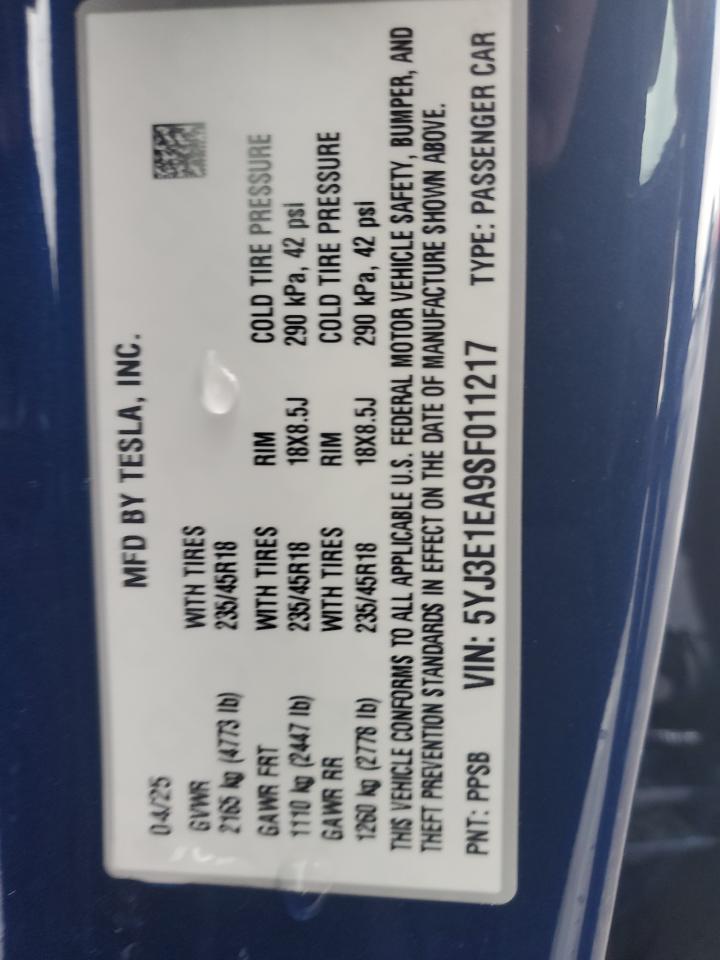 MFD BY TESLA, INC.
04/25
GVWR WITH TIRES
2165 kg (4773 lb) 235/45R18
GAWR FRT WITH TIRES RIM COLD TIRE PRESSURE
1110 kg (2447 lb) 235/45R18 18X8.5J 290 kPa, 42 psi
GAWR RR WITH TIRES RIM COLD TIRE PRESSURE
1260 kg (2778 lb) 235/45R18 18X8.5J 290 kPa, 42 psi
THIS VEHICLE CONFORMS TO ALL APPLICABLE U.S. FEDERAL MOTOR VEHICLE SAFETY, BUMPER, AND
THEFT PREVENTION STANDARDS IN EFFECT ON THE DATE OF MANUFACTURE SHOWN ABOVE.
PNT: PPSB VIN: 5YJ3E1EA9SF011217 TYPE: PASSENGER CAR